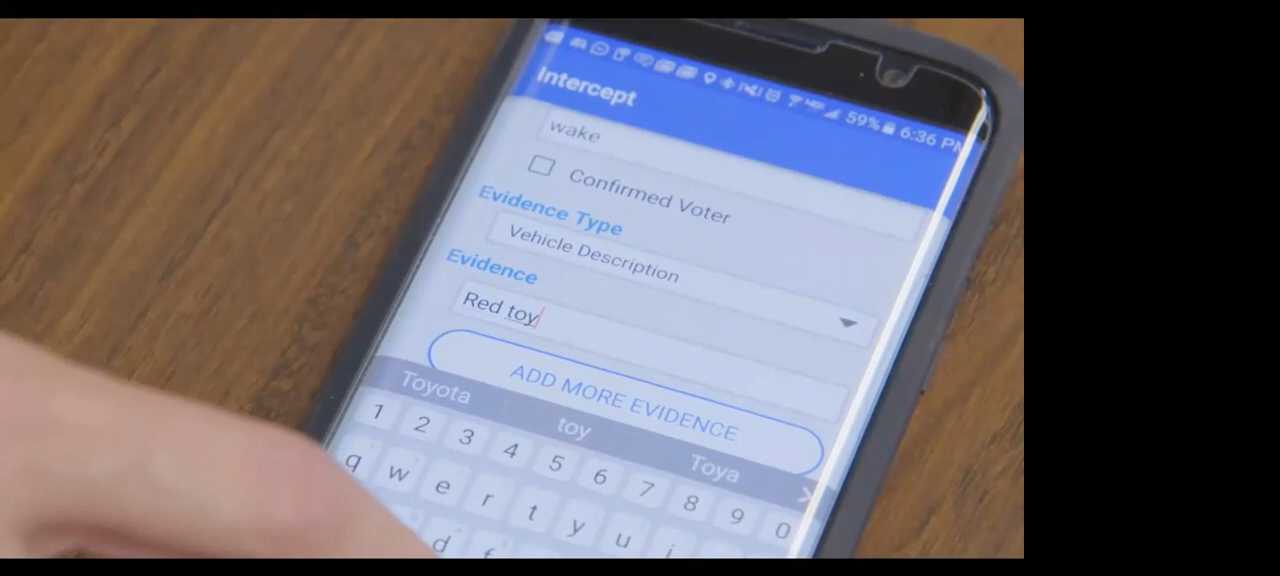 59% 6:36 PM
Intercept
wake
Confirmed Voter
Evidence Type
Vehicle Description
Evidence
Red toy
ADD MORE EVIDENCE
Toyota toy Toya
1 2 3 4 5 6 7 8 9 0
q w e r t y u
d f